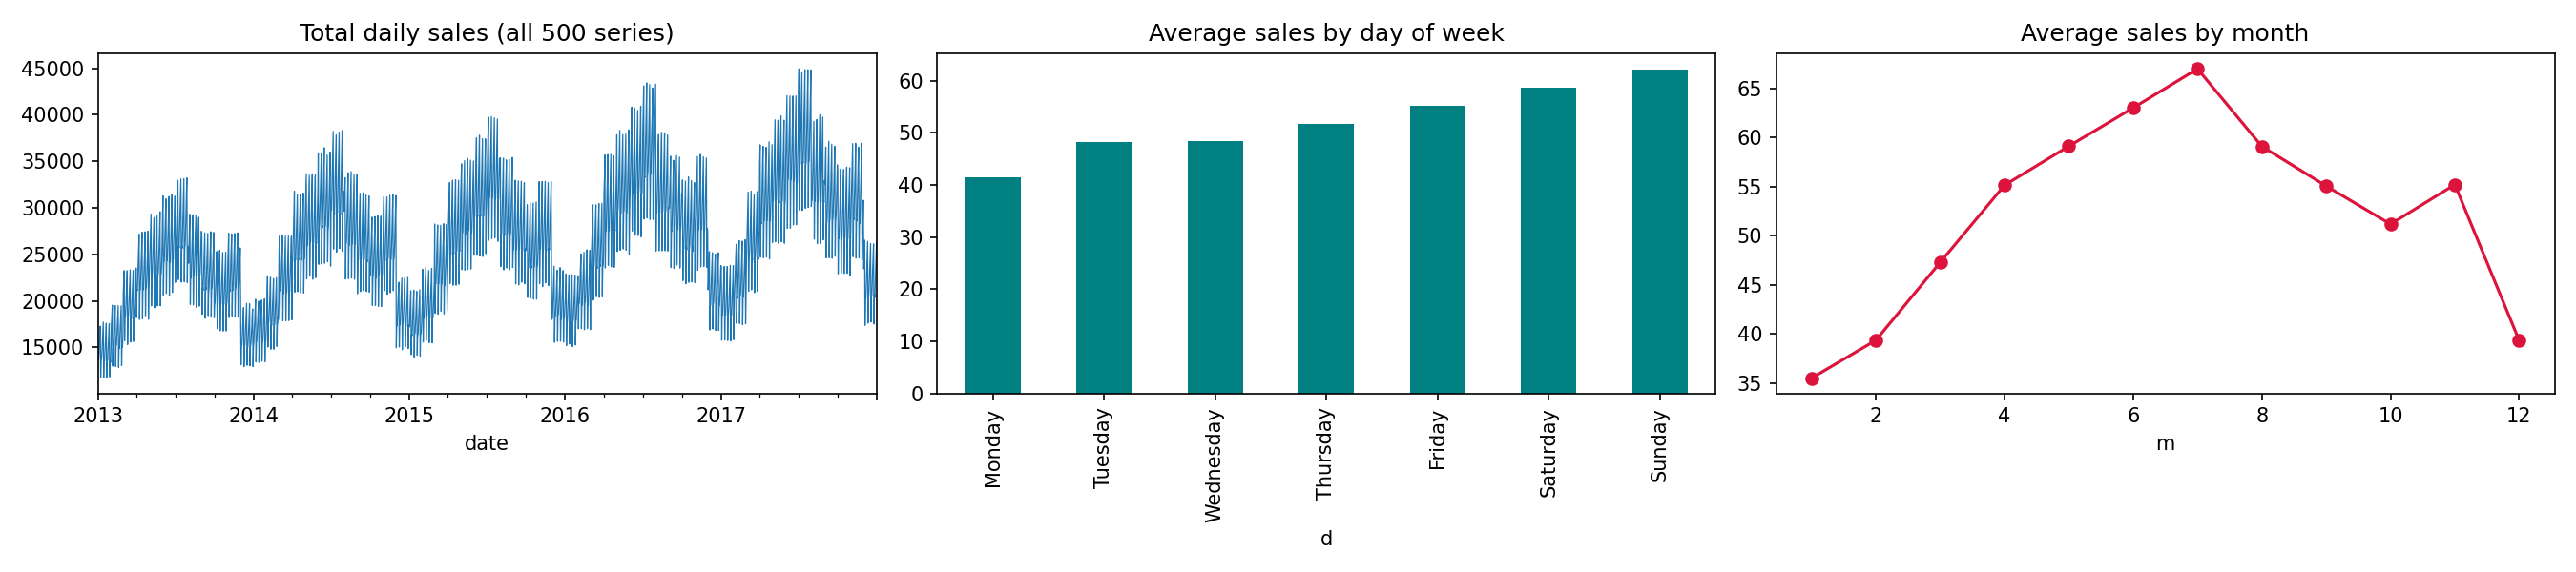 Total daily sales (all 500 series)
45000
40000
35000
30000
25000
20000
15000
2013 2014 2015 2016 2017
date
Average sales by day of week
60
50
40
30
20
10
0
Monday Tuesday Wednesday Thursday Friday Saturday Sunday
d
Average sales by month
65
60
55
50
45
40
35
2 4 6 8 10 12
m